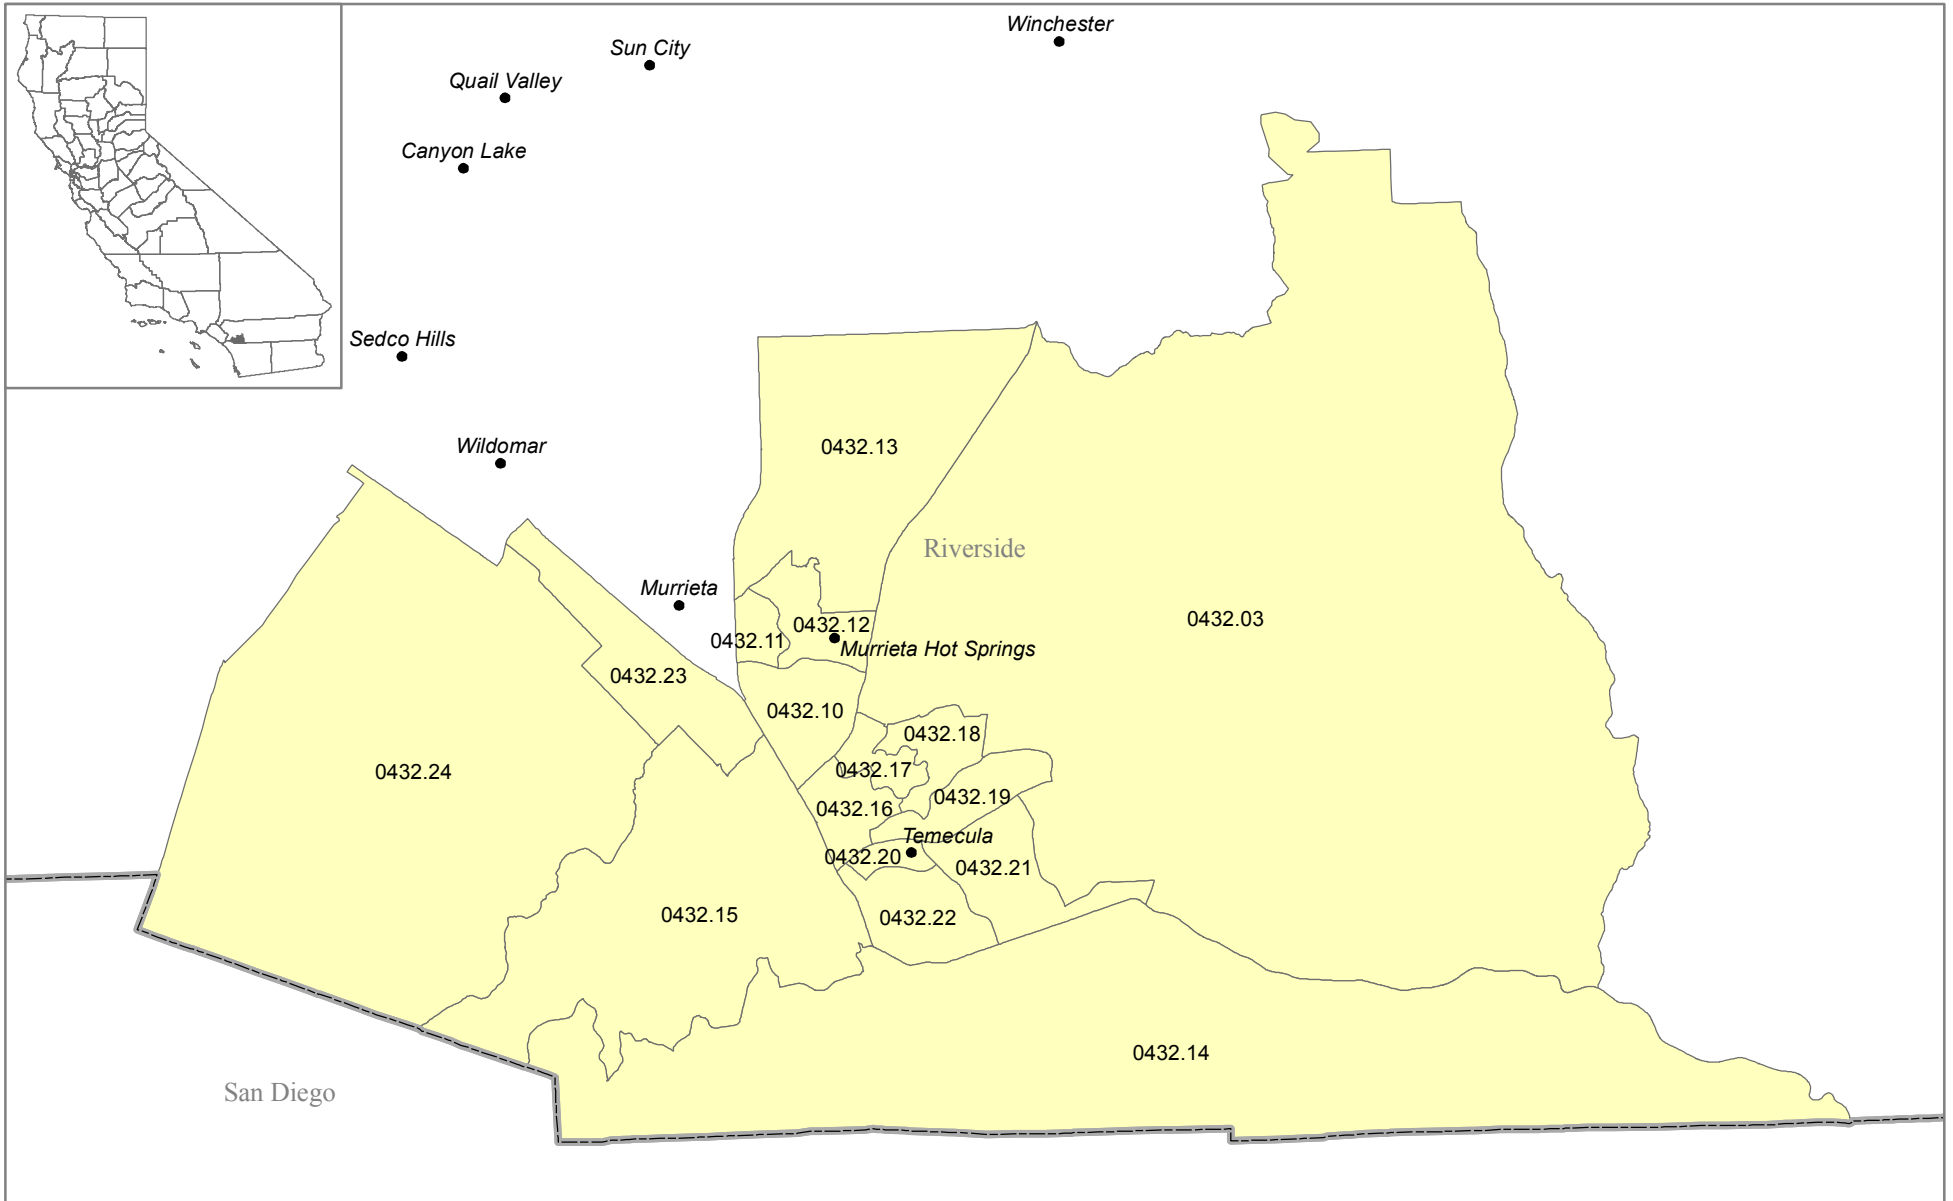 Winchester
Sun City
Quail Valley
Canyon Lake
Sedco Hills
Wildomar
0432.13
Riverside
Murrieta
0432.03
0432.12
0432.11
Murrieta Hot Springs
0432.23
0432.10
0432.18
0432.24
0432.17
0432.19
0432.16
Temecula
0432.20
0432.21
0432.15
0432.22
0432.14
San Diego